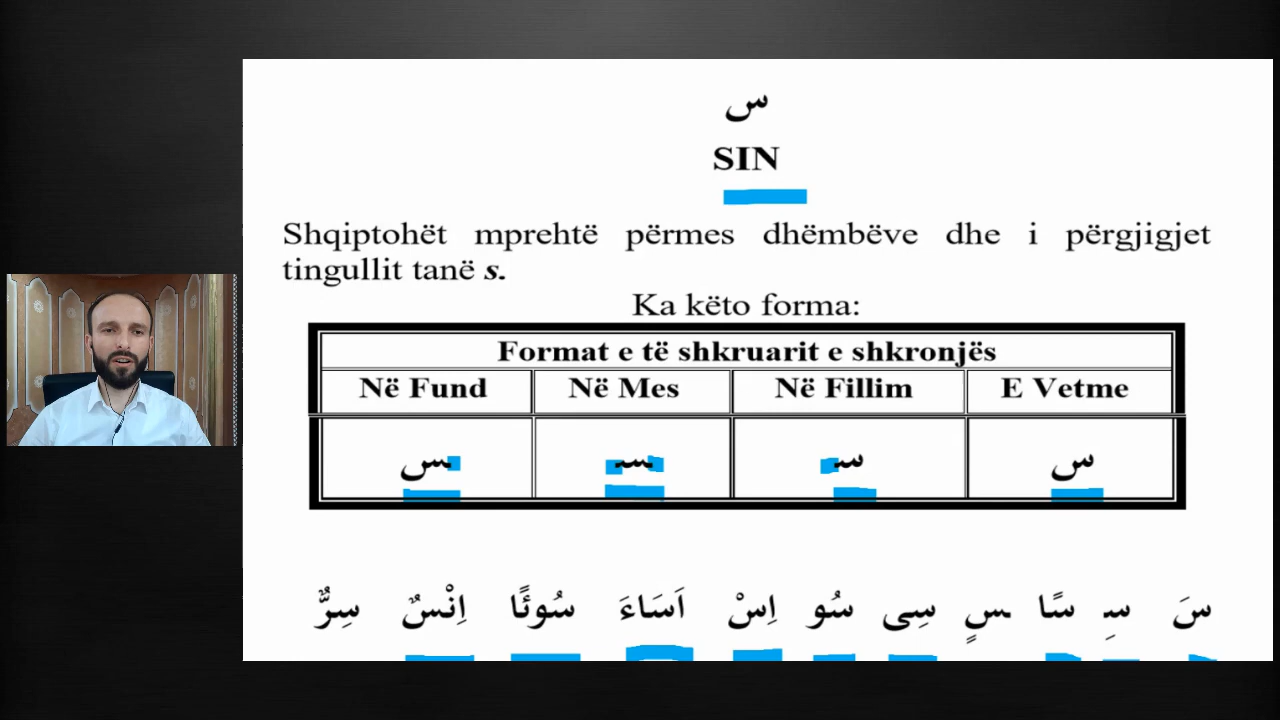 س
SIN
Shqiptohët mprehtë përmes dhëmbëve dhe i përgjigjet
tingullit tanë s.
Ka këto forma:
Format e të shkruarit e shkronjës
Në Fund Në Mes Në Fillim E Vetme
ـس ـسـ سـ س
سَ سِـ سًا ـسٍ سِى سُو اِسْ اَسَاءَ سُوئًا اِنْسٌ سِرٌّ